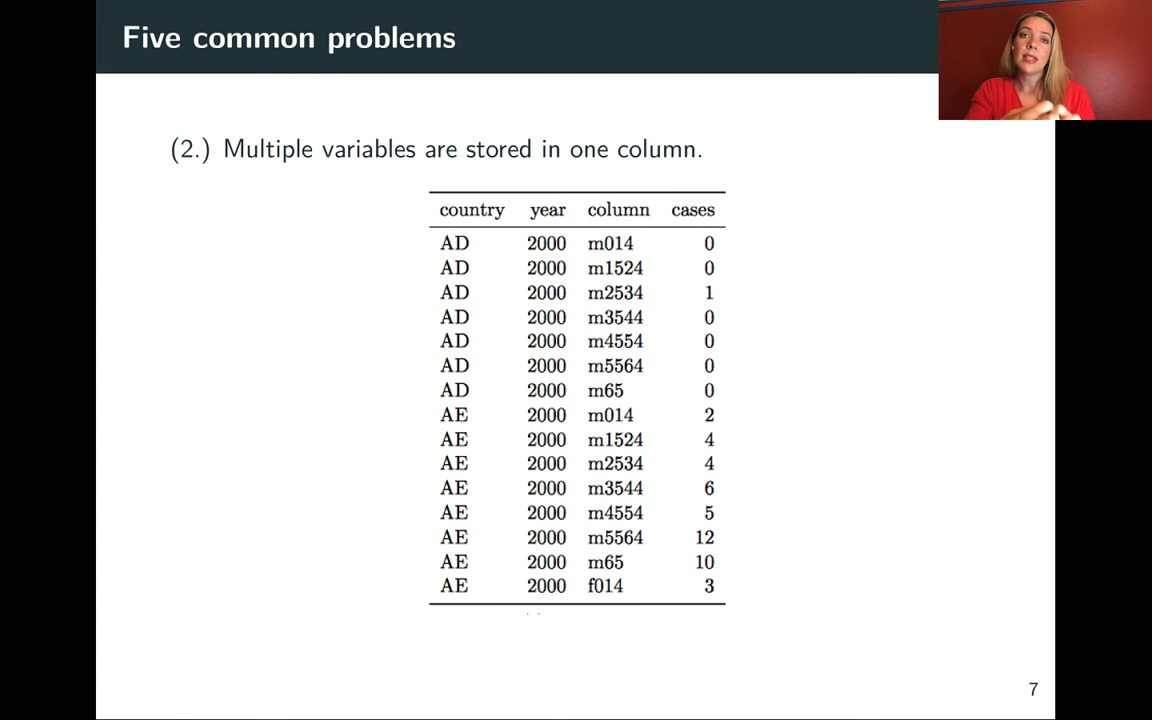 Five common problems
(2.) Multiple variables are stored in one column.
country year column cases
AD 2000 m014 0
AD 2000 m1524 0
AD 2000 m2534 1
AD 2000 m3544 0
AD 2000 m4554 0
AD 2000 m5564 0
AD 2000 m65 0
AE 2000 m014 2
AE 2000 m1524 4
AE 2000 m2534 4
AE 2000 m3544 6
AE 2000 m4554 5
AE 2000 m5564 12
AE 2000 m65 10
AE 2000 f014 3
7